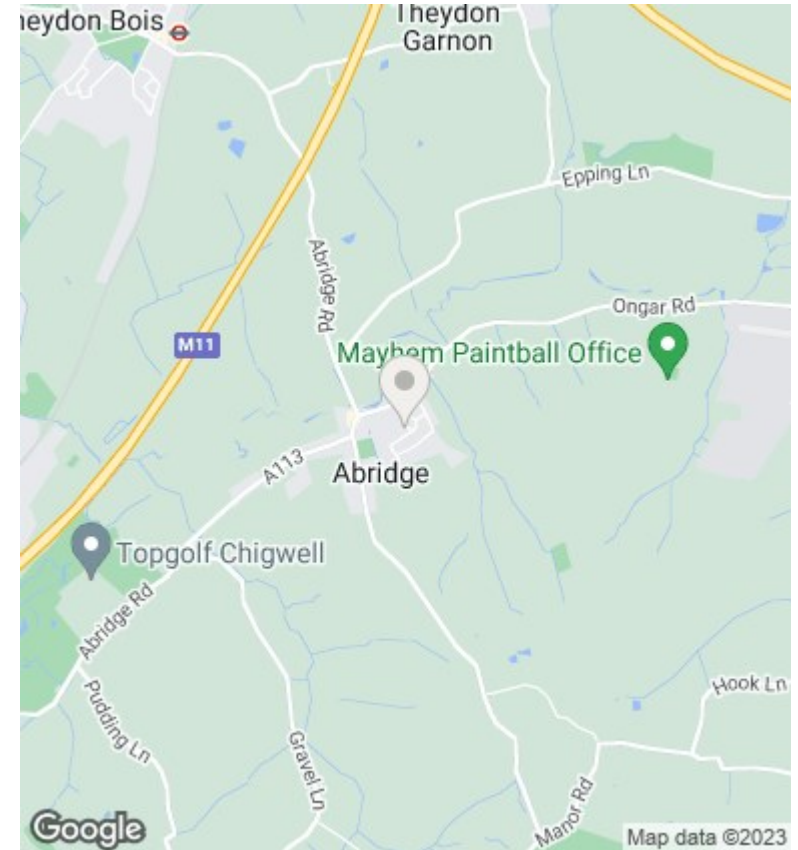 heydon Bois
Theydon
Garnon
Epping Ln
Abridge Rd
Ongar Rd
M11
Mayhem Paintball Office
A113
Abridge
Topgolf Chigwell
Abridge Rd
Pudding Ln
Gravel Ln
Hook Ln
Manor Rd
Google
Map data ©2023